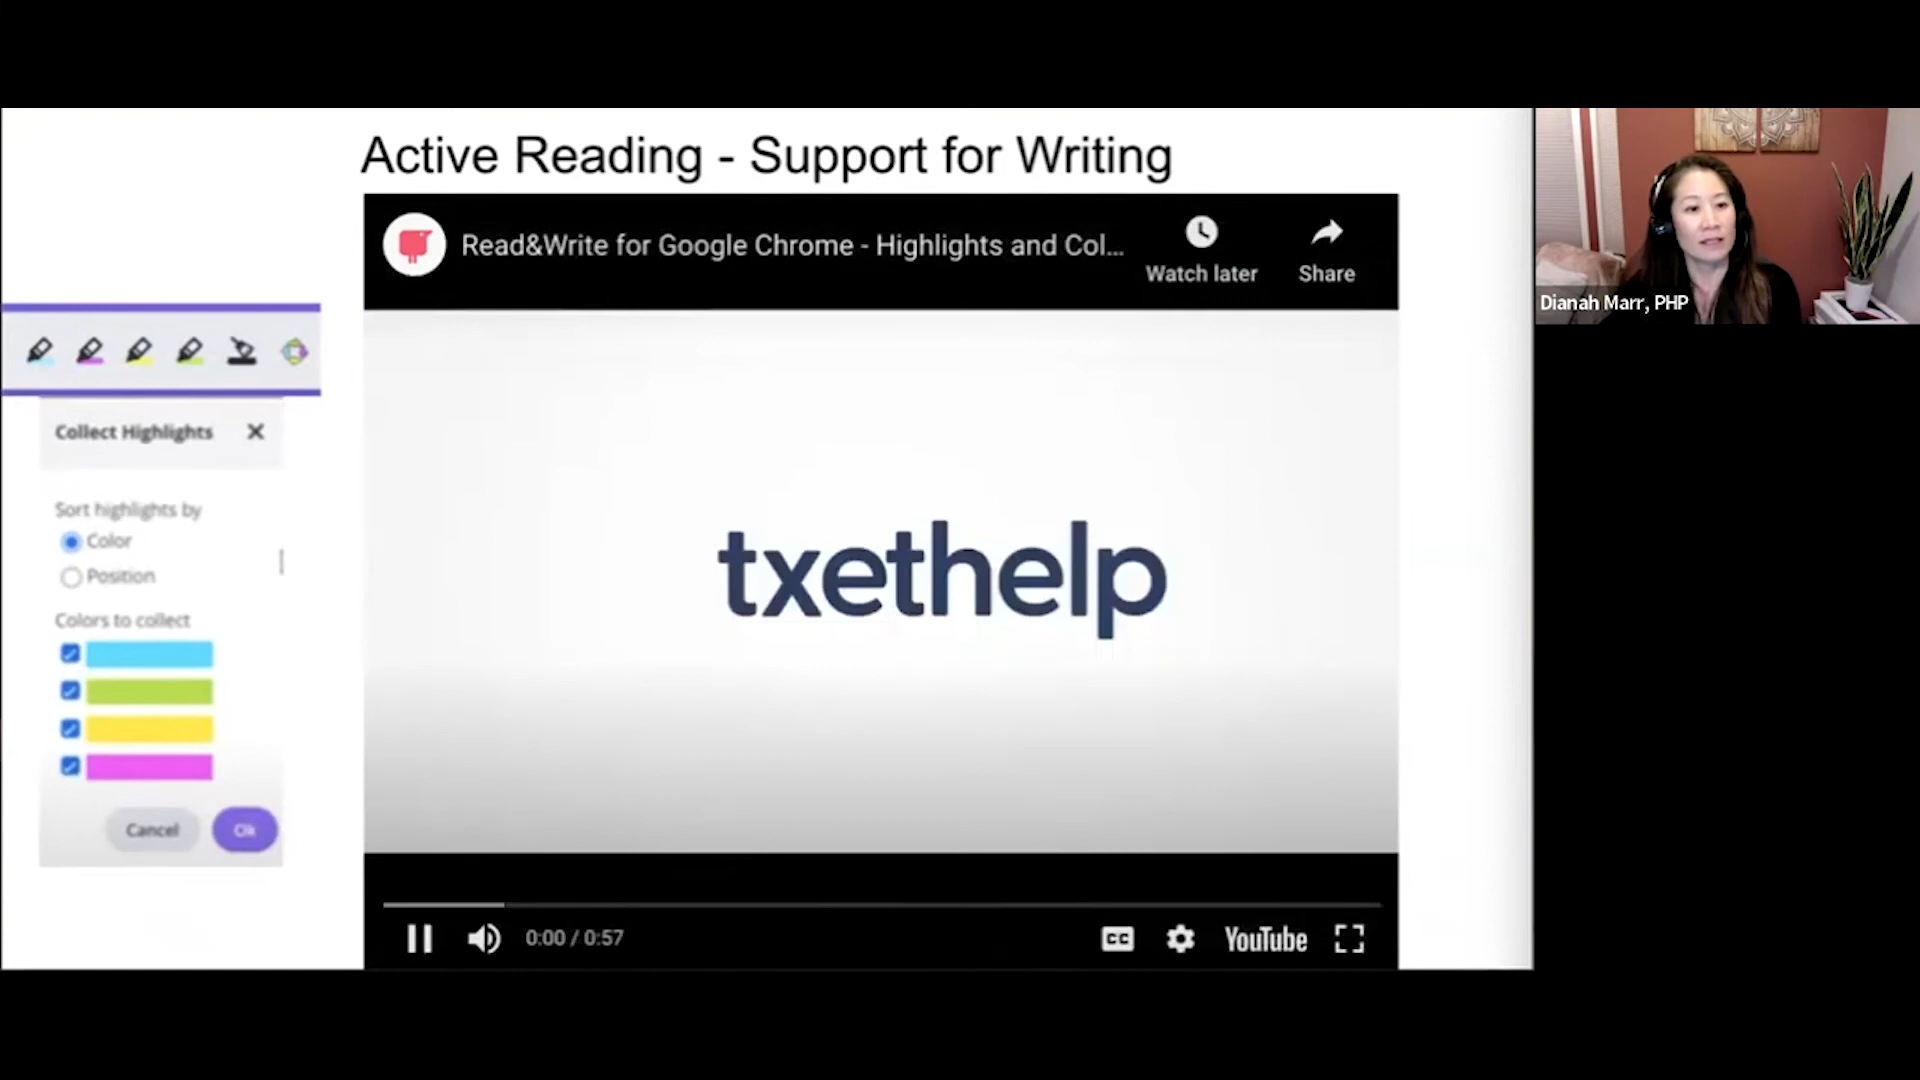 Active Reading - Support for Writing
Read&Write for Google Chrome - Highlights and Col...
Watch later
Share
Dianah Marr, PHP
Collect Highlights
Sort highlights by
Color
Position
Colors to collect
Cancel
Ok
txethelp
0:00 / 0:57
CC
YouTube